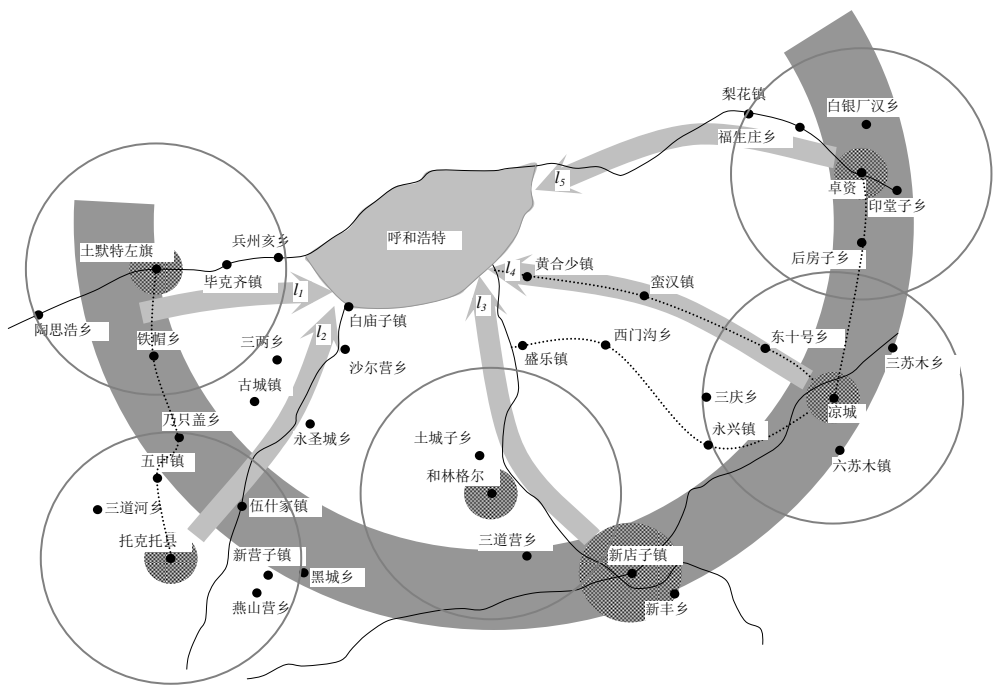 梨花镇
白银厂汉乡
福生庄乡
l5
卓资
印堂子乡
兵州亥乡
呼和浩特
土默特左旗
后房子乡
l4
黄合少镇
毕克齐镇
l1
蛮汉镇
l3
陶思浩乡
白庙子镇
铁帽乡
三两乡
l2
西门沟乡
东十号乡
沙尔营乡
盛乐镇
三苏木乡
古城镇
三庆乡
凉城
乃只盖乡
永兴镇
永圣城乡
土城子乡
五申镇
六苏木镇
和林格尔
三道河乡
伍什家镇
托克托县
三道营乡
新店子镇
新营子镇
黑城乡
燕山营乡
新丰乡